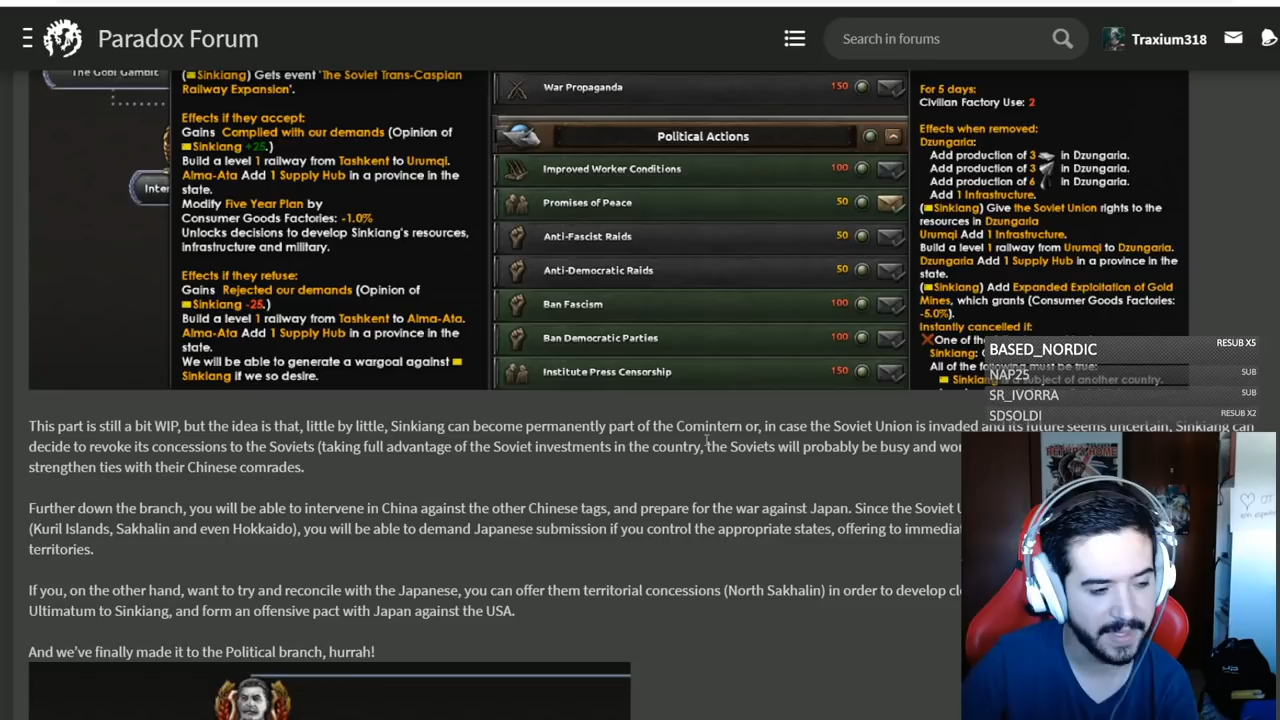 Paradox Forum
Search in forums
Traxium318
The Gobi Gambit
(Sinkiang) Gets event 'The Soviet Trans-Caspian
Railway Expansion'.
Effects if they accept:
Gains Complied with our demands (Opinion of
Sinkiang +25.)
Build a level 1 railway from Tashkent to Urumqi.
Alma-Ata Add 1 Supply Hub in a province in the
state.
Modify Five Year Plan by
Consumer Goods Factories: -1.0%
Unlocks decisions to develop Sinkiang's resources,
infrastructure and military.
Effects if they refuse:
Gains Rejected our demands (Opinion of
Sinkiang -25.)
Build a level 1 railway from Tashkent to Alma-Ata.
Alma-Ata Add 1 Supply Hub in a province in the
state.
We will be able to generate a wargoal against
Sinkiang if we so desire.
Inter
War Propaganda 150
Political Actions
Improved Worker Conditions 100
Promises of Peace 50
Anti-Fascist Raids 50
Anti-Democratic Raids 50
Ban Fascism 100
Ban Democratic Parties 100
Institute Press Censorship 150
For 5 days:
Civilian Factory Use: 2
Effects when removed:
Dzungaria:
Add production of 3 in Dzungaria.
Add production of 3 in Dzungaria.
Add production of 6 in Dzungaria.
Add 1 Infrastructure.
(Sinkiang) Give the Soviet Union rights to the
resources in Dzungaria
Urumqi Add 1 Infrastructure.
Build a level 1 railway from Urumqi to Dzungaria.
Dzungaria Add 1 Supply Hub in a province in the
state.
(Sinkiang) Add Expanded Exploitation of Gold
Mines, which grants (Consumer Goods Factories:
-5.0%).
Instantly cancelled if:
One of the
Sinkiang:
All of the following must be true:
Sinkiang is a subject of another country.
BASED_NORDIC RESUB X5
NAP25 SUB
SR_IVORRA SUB
SDSOLDI RESUB X2
This part is still a bit WIP, but the idea is that, little by little, Sinkiang can become permanently part of the Comintern or, in case the Soviet Union is invaded and its future seems uncertain, Sinkiang can
decide to revoke its concessions to the Soviets (taking full advantage of the Soviet investments in the country, the Soviets will probably be busy and wo
strengthen ties with their Chinese comrades.
Further down the branch, you will be able to intervene in China against the other Chinese tags, and prepare for the war against Japan. Since the Soviet U
(Kuril Islands, Sakhalin and even Hokkaido), you will be able to demand Japanese submission if you control the appropriate states, offering to immediat
territories.
If you, on the other hand, want to try and reconcile with the Japanese, you can offer them territorial concessions (North Sakhalin) in order to develop cl
Ultimatum to Sinkiang, and form an offensive pact with Japan against the USA.
And we've finally made it to the Political branch, hurrah!